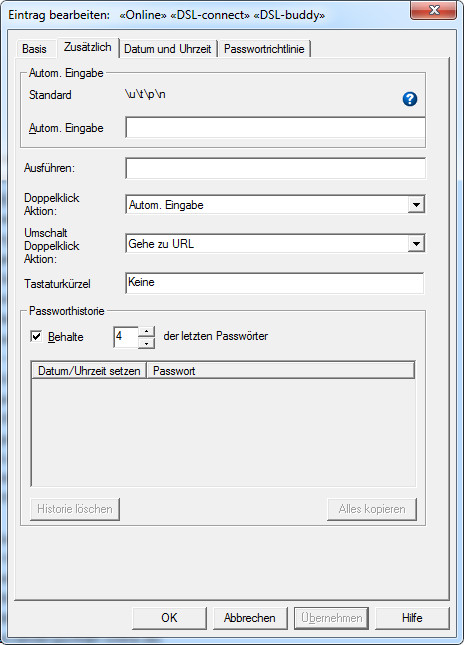 Eintrag bearbeiten: «Online» «DSL-connect» «DSL-buddy»
Basis Zusätzlich Datum und Uhrzeit Passwortrichtlinie
Autom. Eingabe
Standard \u\t\p\n
Autom. Eingabe
Ausführen:
Doppelklick
Aktion:
Autom. Eingabe
Umschalt
Doppelklick
Aktion:
Gehe zu URL
Tastaturkürzel Keine
Passworthistorie
Behalte 4 der letzten Passwörter
Datum/Uhrzeit setzen Passwort
Historie löschen Alles kopieren
OK Abbrechen Übernehmen Hilfe